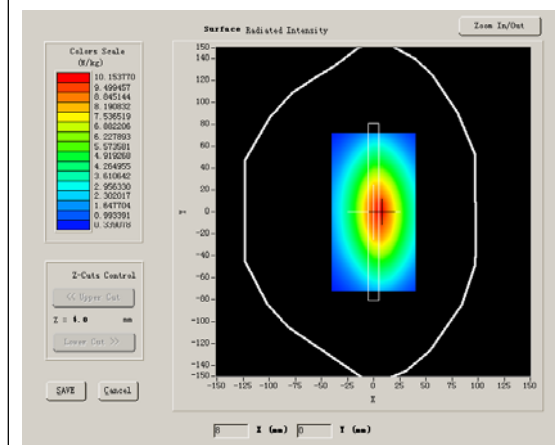 Surface Radiated Intensity
Zoom In/Out
Colors Scale
(W/kg)
10.153770
9.499457
8.845144
8.190832
7.536519
6.882206
6.227893
5.573581
4.919268
4.264955
3.610642
2.956330
2.302017
1.647704
0.993391
0.339078
Z-Cuts Control
<< Upper Cut
Z = 4.0 mm
Lower Cut >>
SAVE
Cancel
150
140
120
100
80
60
40
20
0
-20
-40
-60
-80
-100
-120
-140
-150
Y
-150 -125 -100 -75 -50 -25 0 25 50 75 100 125 150
X
8 X (mm) 0 Y (mm)